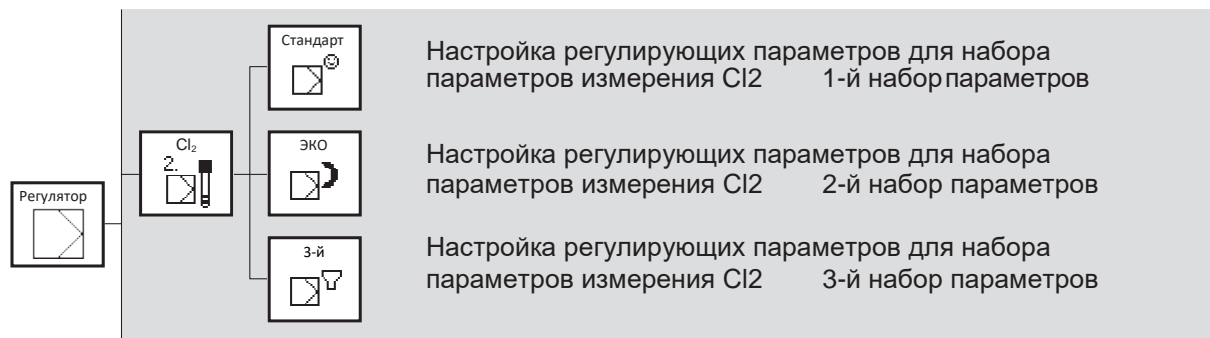 Стандарт
Настройка регулирующих параметров для набора
параметров измерения Cl2 1-й набор параметров
Cl₂
2.
ЭКО
Настройка регулирующих параметров для набора
параметров измерения Cl2 2-й набор параметров
Регулятор
3-й
Настройка регулирующих параметров для набора
параметров измерения Cl2 3-й набор параметров